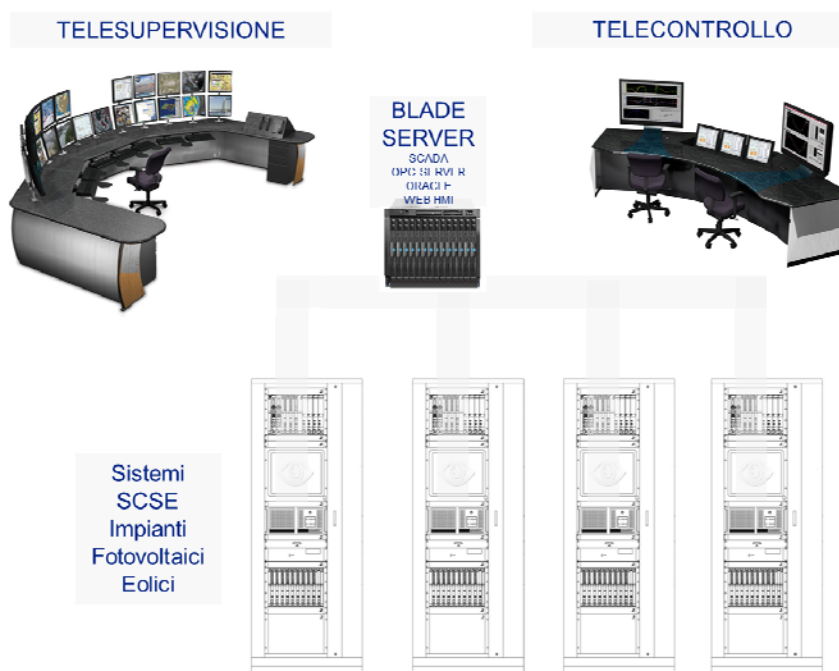 TELESUPERVISIONE
TELECONTROLLO
BLADE
SERVER
SCADA
OPC SERVER
ORACLE
WEB HMI
Sistemi
SCSE
Impianti
Fotovoltaici
Eolici